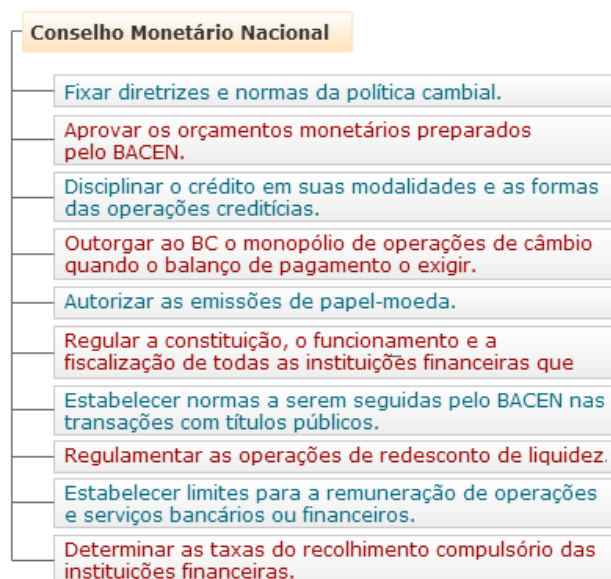 Conselho Monetário Nacional
Fixar diretrizes e normas da política cambial.
Aprovar os orçamentos monetários preparados
pelo BACEN.
Disciplinar o crédito em suas modalidades e as formas
das operações creditícias.
Outorgar ao BC o monopólio de operações de câmbio
quando o balanço de pagamento o exigir.
Autorizar as emissões de papel-moeda.
Regular a constituição, o funcionamento e a
fiscalização de todas as instituições financeiras que
Estabelecer normas a serem seguidas pelo BACEN nas
transações com títulos públicos.
Regulamentar as operações de redesconto de liquidez.
Estabelecer limites para a remuneração de operações
e serviços bancários ou financeiros.
Determinar as taxas do recolhimento compulsório das
instituições financeiras.